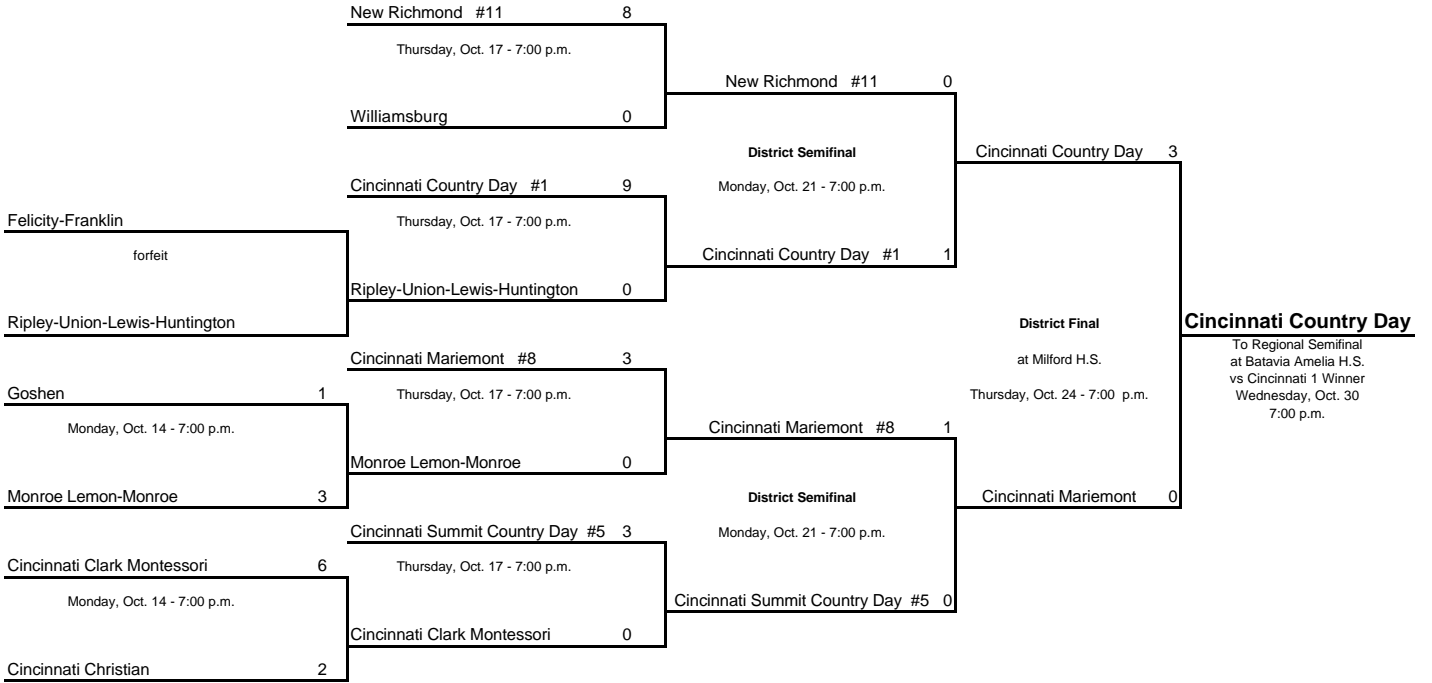 New Richmond #11 8
Thursday, Oct. 17 - 7:00 p.m.
New Richmond #11 0
Williamsburg 0
District Semifinal
Cincinnati Country Day 3
Cincinnati Country Day #1 9
Monday, Oct. 21 - 7:00 p.m.
Felicity-Franklin
Thursday, Oct. 17 - 7:00 p.m.
forfeit
Cincinnati Country Day #1 1
Ripley-Union-Lewis-Huntington 0
Ripley-Union-Lewis-Huntington
District Final
Cincinnati Country Day
To Regional Semifinal
Cincinnati Mariemont #8 3
at Milford H.S.
at Batavia Amelia H.S.
vs Cincinnati 1 Winner
Goshen 1
Thursday, Oct. 17 - 7:00 p.m.
Thursday, Oct. 24 - 7:00 p.m.
Wednesday, Oct. 30
7:00 p.m.
Monday, Oct. 14 - 7:00 p.m.
Cincinnati Mariemont #8 1
Monroe Lemon-Monroe 0
Monroe Lemon-Monroe 3
District Semifinal
Cincinnati Mariemont 0
Cincinnati Summit Country Day #5 3
Monday, Oct. 21 - 7:00 p.m.
Cincinnati Clark Montessori 6
Thursday, Oct. 17 - 7:00 p.m.
Monday, Oct. 14 - 7:00 p.m.
Cincinnati Summit Country Day #5 0
Cincinnati Clark Montessori 0
Cincinnati Christian 2